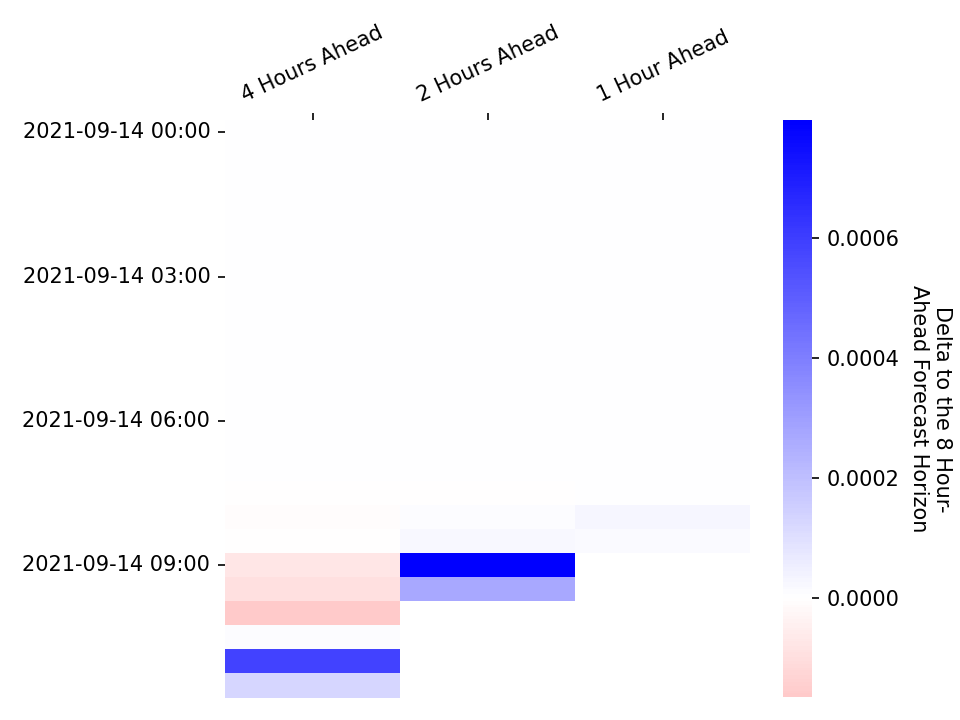 4 Hours Ahead
2 Hours Ahead
1 Hour Ahead
2021-09-14 00:00
2021-09-14 03:00
2021-09-14 06:00
2021-09-14 09:00
0.0006
0.0004
0.0002
0.0000
Delta to the 8 Hour-
Ahead Forecast Horizon